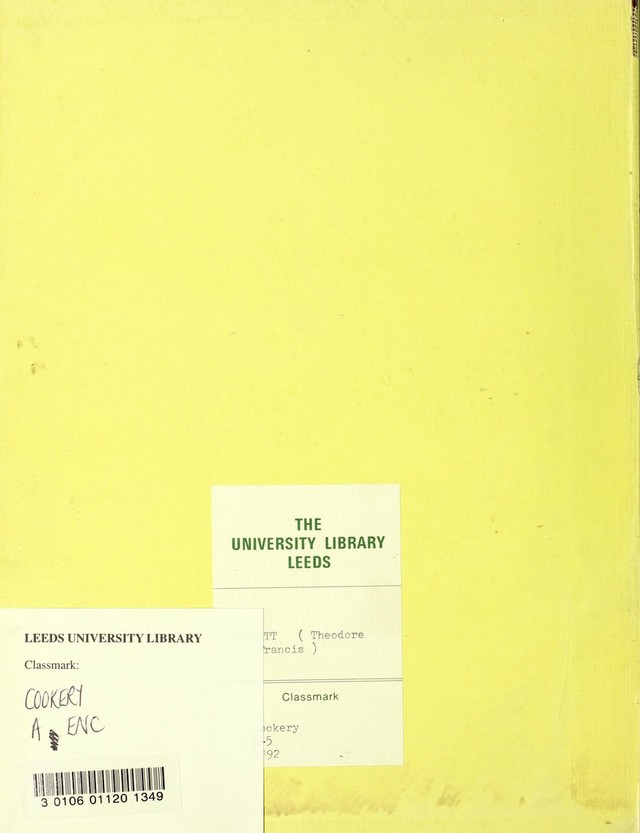 THE
UNIVERSITY LIBRARY
LEEDS
TT ( Theodore
rancis )
Classmark
ookery
-5
92
LEEDS UNIVERSITY LIBRARY
Classmark:
COOKERY
A ENC
3 0106 01120 1349